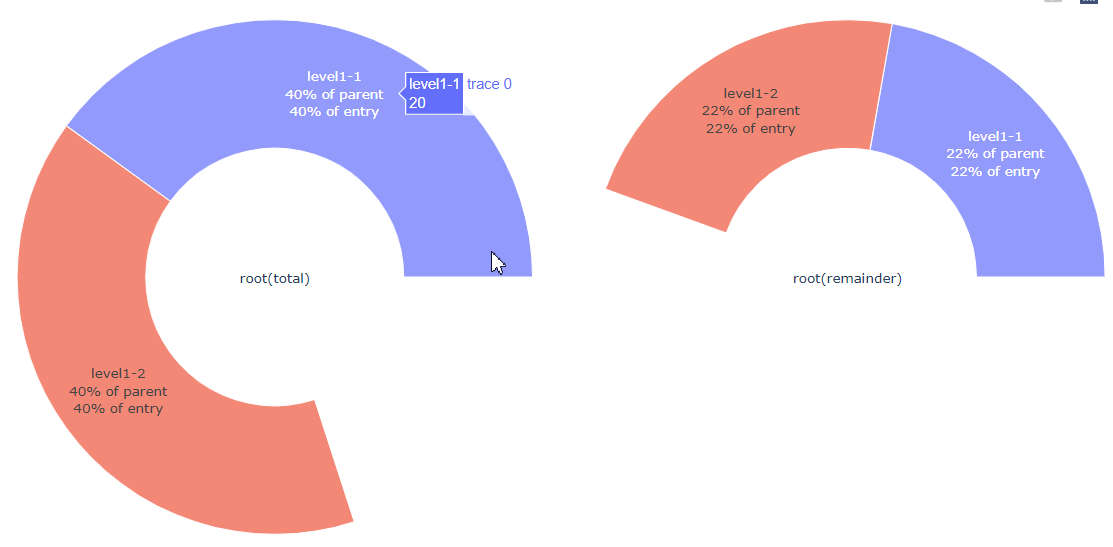 level1-1
40% of parent
40% of entry
level1-1 trace 0
20
root(total)
level1-2
40% of parent
40% of entry
level1-2
22% of parent
22% of entry
level1-1
22% of parent
22% of entry
root(remainder)